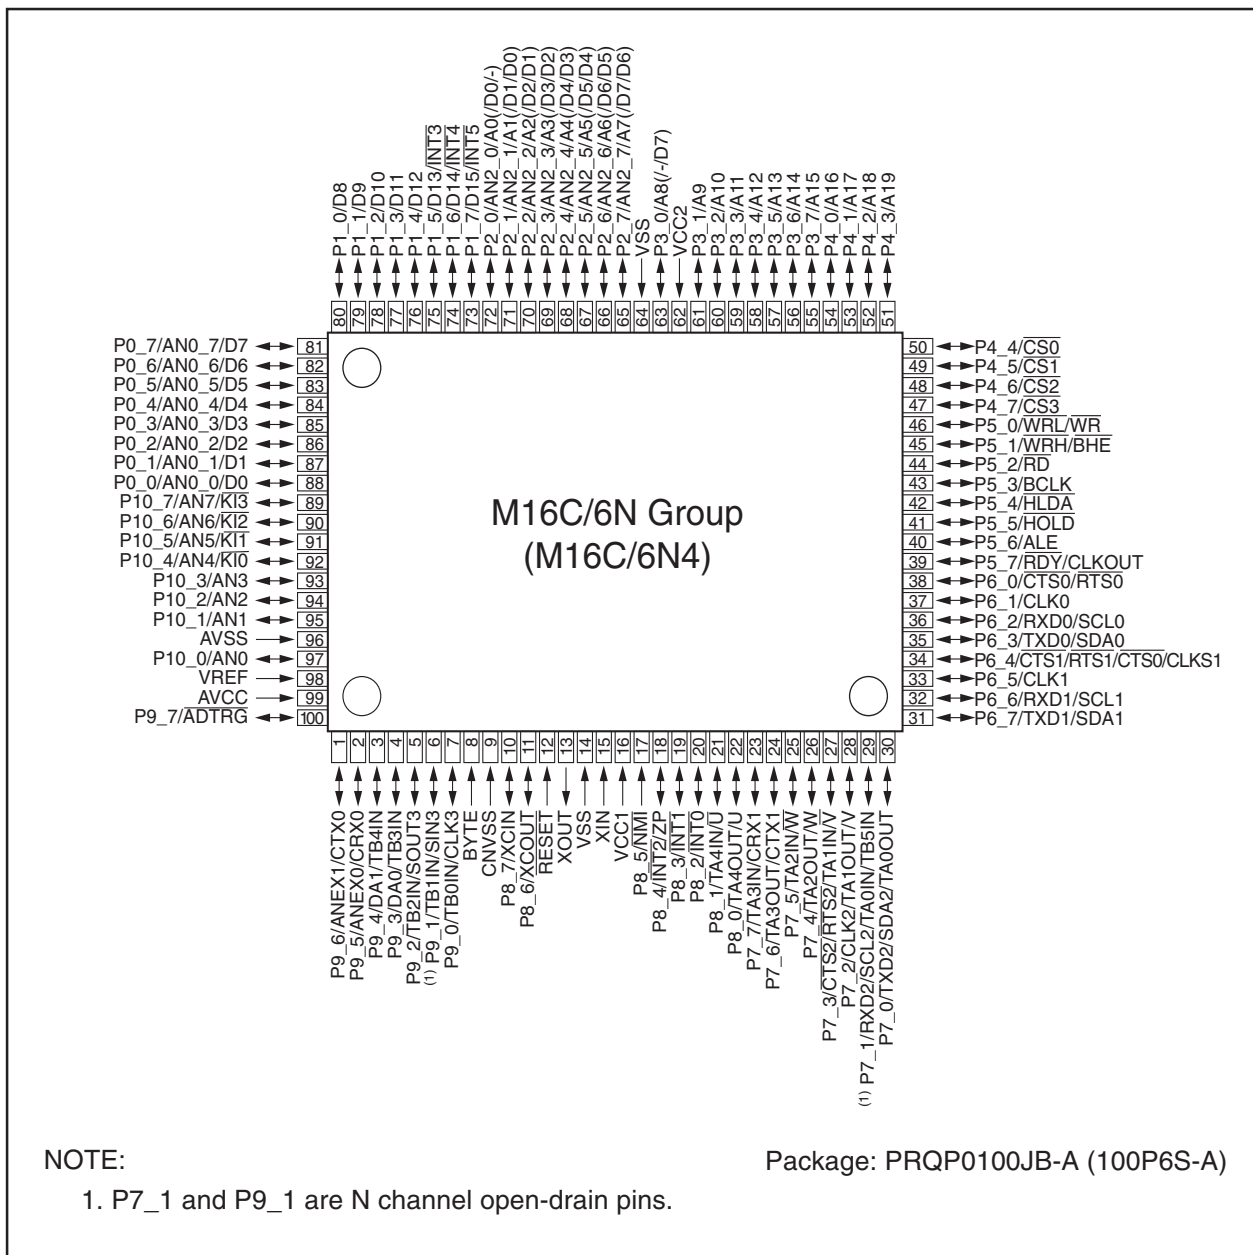 P1_0/D8
P1_1/D9
P1_2/D10
P1_3/D11
P1_4/D12
P1_5/D13/INT3
P1_6/D14/INT4
P1_7/D15/INT5
P2_0/AN2_0/A0(/D0/-)
P2_1/AN2_1/A1(/D1/D0)
P2_2/AN2_2/A2(/D2/D1)
P2_3/AN2_3/A3(/D3/D2)
P2_4/AN2_4/A4(/D4/D3)
P2_5/AN2_5/A5(/D5/D4)
P2_6/AN2_6/A6(/D6/D5)
P2_7/AN2_7/A7(/D7/D6)
VSS
P3_0/A8(/-/D7)
VCC2
P3_1/A9
P3_2/A10
P3_3/A11
P3_4/A12
P3_5/A13
P3_6/A14
P3_7/A15
P4_0/A16
P4_1/A17
P4_2/A18
P4_3/A19
80 79 78 77 76 75 74 73 72 71 70 69 68 67 66 65 64 63 62 61 60 59 58 57 56 55 54 53 52 51
P0_7/AN0_7/D7 81
P0_6/AN0_6/D6 82
P0_5/AN0_5/D5 83
P0_4/AN0_4/D4 84
P0_3/AN0_3/D3 85
P0_2/AN0_2/D2 86
P0_1/AN0_1/D1 87
P0_0/AN0_0/D0 88
P10_7/AN7/KI3 89
P10_6/AN6/KI2 90
P10_5/AN5/KI1 91
P10_4/AN4/KI0 92
P10_3/AN3 93
P10_2/AN2 94
P10_1/AN1 95
AVSS 96
P10_0/AN0 97
VREF 98
AVCC 99
P9_7/ADTRG 100
M16C/6N Group
(M16C/6N4)
50 P4_4/CS0
49 P4_5/CS1
48 P4_6/CS2
47 P4_7/CS3
46 P5_0/WRL/WR
45 P5_1/WRH/BHE
44 P5_2/RD
43 P5_3/BCLK
42 P5_4/HLDA
41 P5_5/HOLD
40 P5_6/ALE
39 P5_7/RDY/CLKOUT
38 P6_0/CTS0/RTS0
37 P6_1/CLK0
36 P6_2/RXD0/SCL0
35 P6_3/TXD0/SDA0
34 P6_4/CTS1/RTS1/CTS0/CLKS1
33 P6_5/CLK1
32 P6_6/RXD1/SCL1
31 P6_7/TXD1/SDA1
1 2 3 4 5 6 7 8 9 10 11 12 13 14 15 16 17 18 19 20 21 22 23 24 25 26 27 28 29 30
P9_6/ANEX1/CTX0
P9_5/ANEX0/CRX0
P9_4/DA1/TB4IN
P9_3/DA0/TB3IN
P9_2/TB2IN/SOUT3
(1) P9_1/TB1IN/SIN3
P9_0/TB0IN/CLK3
BYTE
CNVSS
P8_7/XCIN
P8_6/XCOUT
RESET
XOUT
VSS
XIN
VCC1
P8_5/NMI
P8_4/INT2/ZP
P8_3/INT1
P8_2/INT0
P8_1/TA4IN/U
P8_0/TA4OUT/U
P7_7/TA3IN/CRX1
P7_6/TA3OUT/CTX1
P7_5/TA2IN/W
P7_4/TA2OUT/W
P7_3/CTS2/RTS2/TA1IN/V
P7_2/CLK2/TA1OUT/V
(1) P7_1/RXD2/SCL2/TA0IN/TB5IN
P7_0/TXD2/SDA2/TA0OUT
NOTE:
1. P7_1 and P9_1 are N channel open-drain pins.
Package: PRQP0100JB-A (100P6S-A)